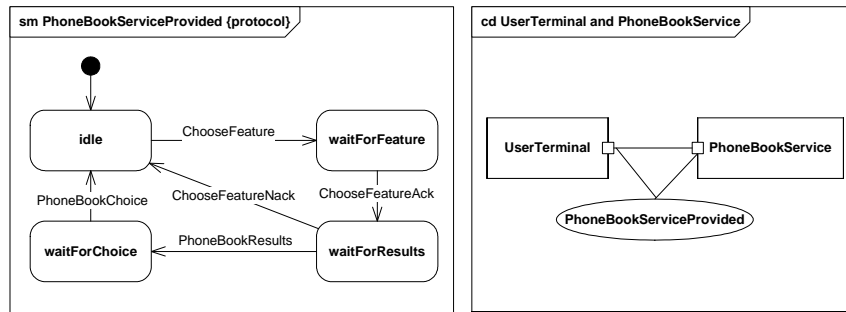 sm PhoneBookServiceProvided {protocol}
idle
ChooseFeature
waitForFeature
ChooseFeatureNack
ChooseFeatureAck
PhoneBookChoice
waitForChoice
PhoneBookResults
waitForResults
cd UserTerminal and PhoneBookService
UserTerminal
PhoneBookService
PhoneBookServiceProvided